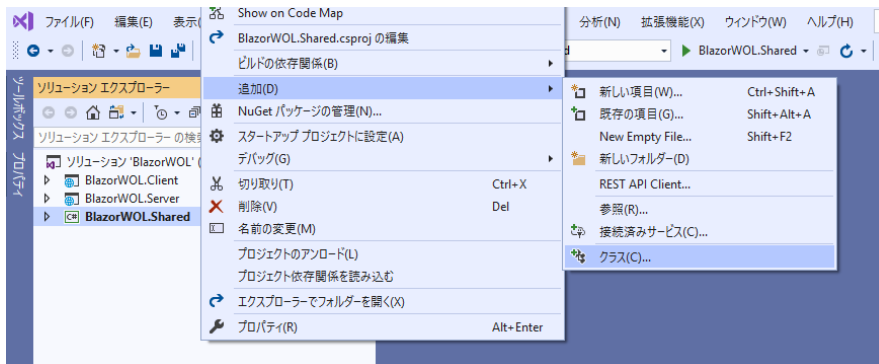 ファイル(F) 編集(E) 表示( 分析(N) 拡張機能(X) ウィンドウ(W) ヘルプ(H)
BlazorWOL.Shared
ツールボックス
プロパティ
ソリューション エクスプローラー
ソリューション エクスプローラー の検
ソリューション 'BlazorWOL' (
BlazorWOL.Client
BlazorWOL.Server
BlazorWOL.Shared
Show on Code Map
BlazorWOL.Shared.csproj の編集
ビルドの依存関係(B)
追加(D)
NuGet パッケージの管理(N)...
スタートアップ プロジェクトに設定(A)
デバッグ(G)
切り取り(T) Ctrl+X
削除(V) Del
名前の変更(M)
プロジェクトのアンロード(L)
プロジェクト依存関係を読み込む
エクスプローラーでフォルダーを開く(X)
プロパティ(R) Alt+Enter
新しい項目(W)... Ctrl+Shift+A
既存の項目(G)... Shift+Alt+A
New Empty File... Shift+F2
新しいフォルダー(D)
REST API Client...
参照(R)...
接続済みサービス(C)...
クラス(C)...